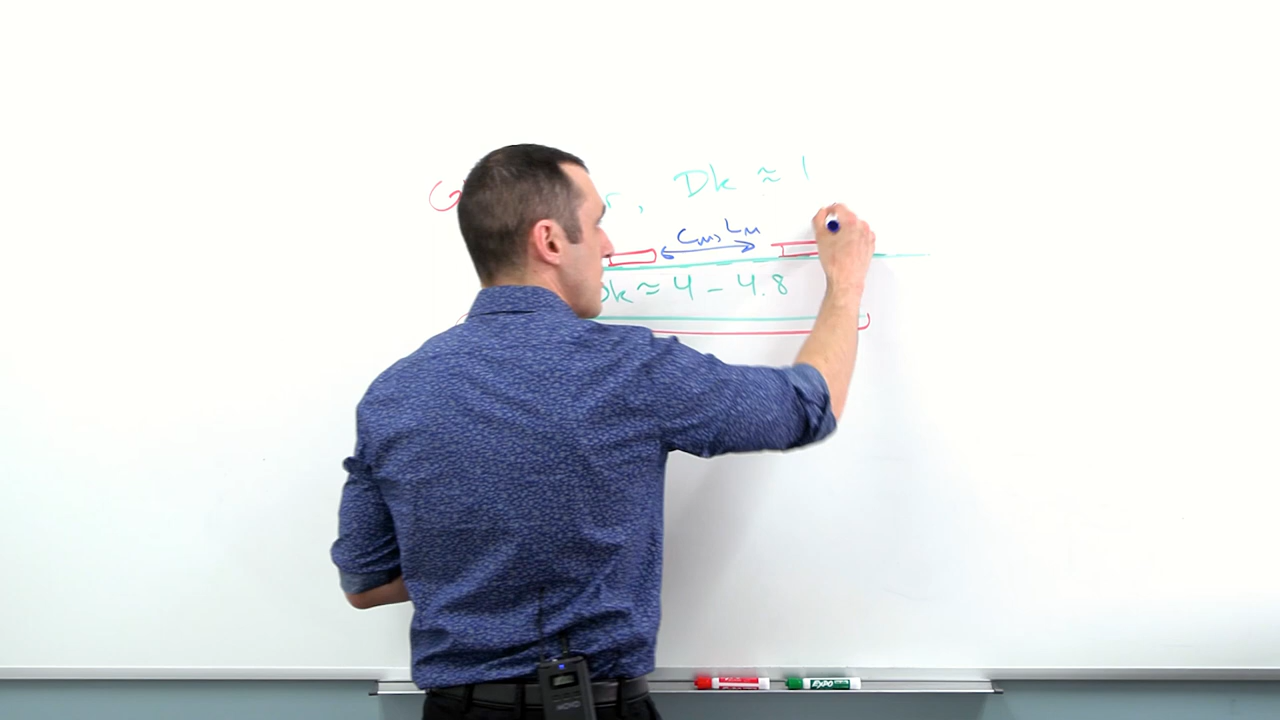 G r, Dk ≈ 1
CM, LM
Dk ≈ 4 - 4.8
EXPO